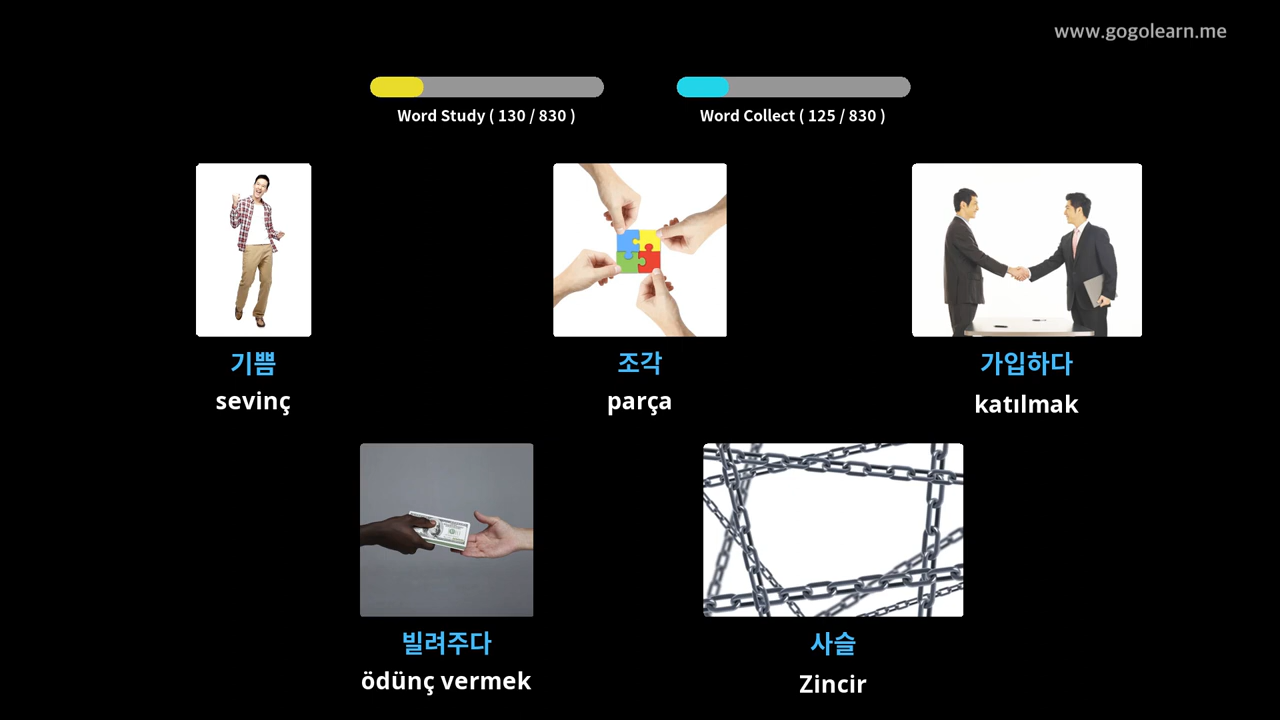 www.gogolearn.me
Word Study ( 130 / 830 )
Word Collect ( 125 / 830 )
기쁨
sevinç
조각
parça
가입하다
katılmak
빌려주다
ödünç vermek
사슬
Zincir